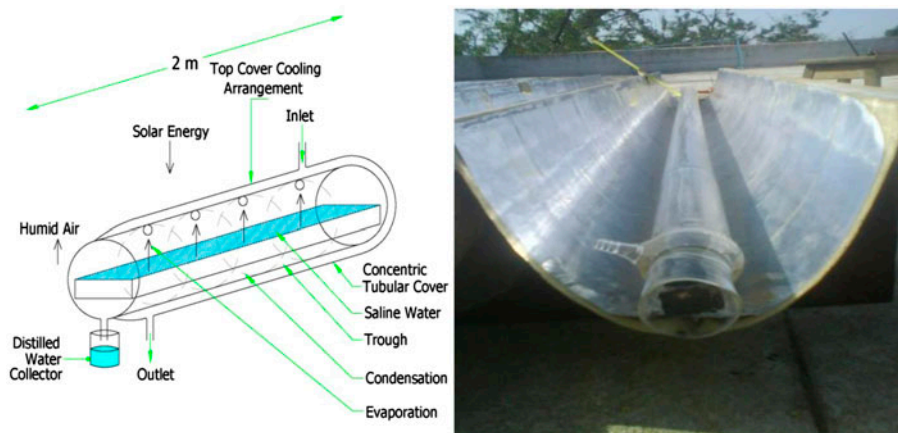 2 m
Top Cover Cooling
Arrangement
Solar Energy
Inlet
Humid Air
Concentric
Tubular Cover
Saline Water
Trough
Distilled
Water
Collector
Outlet
Condensation
Evaporation